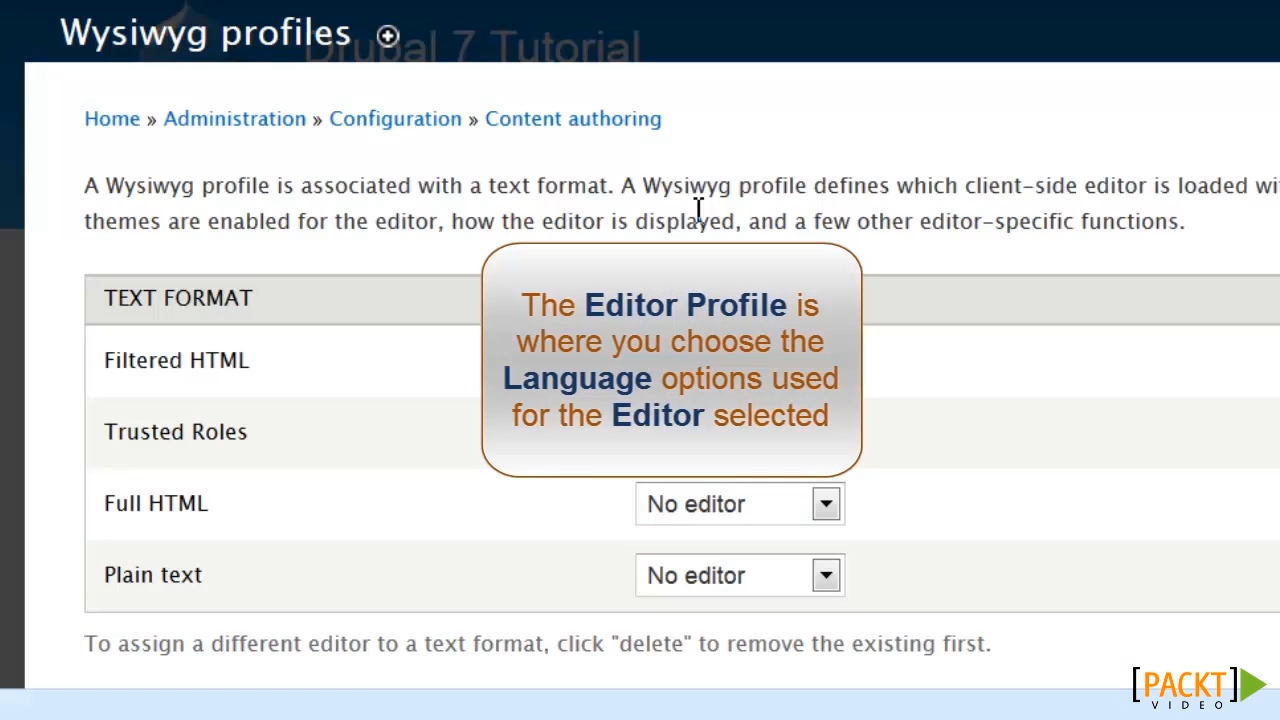 Wysiwyg profiles
Drupal 7 Tutorial
Home » Administration » Configuration » Content authoring
A Wysiwyg profile is associated with a text format. A Wysiwyg profile defines which client-side editor is loaded wi
themes are enabled for the editor, how the editor is displayed, and a few other editor-specific functions.
TEXT FORMAT
The Editor Profile is
where you choose the
Language options used
for the Editor selected
Filtered HTML
Trusted Roles
Full HTML No editor
Plain text No editor
To assign a different editor to a text format, click "delete" to remove the existing first.
[PACKT]
VIDEO